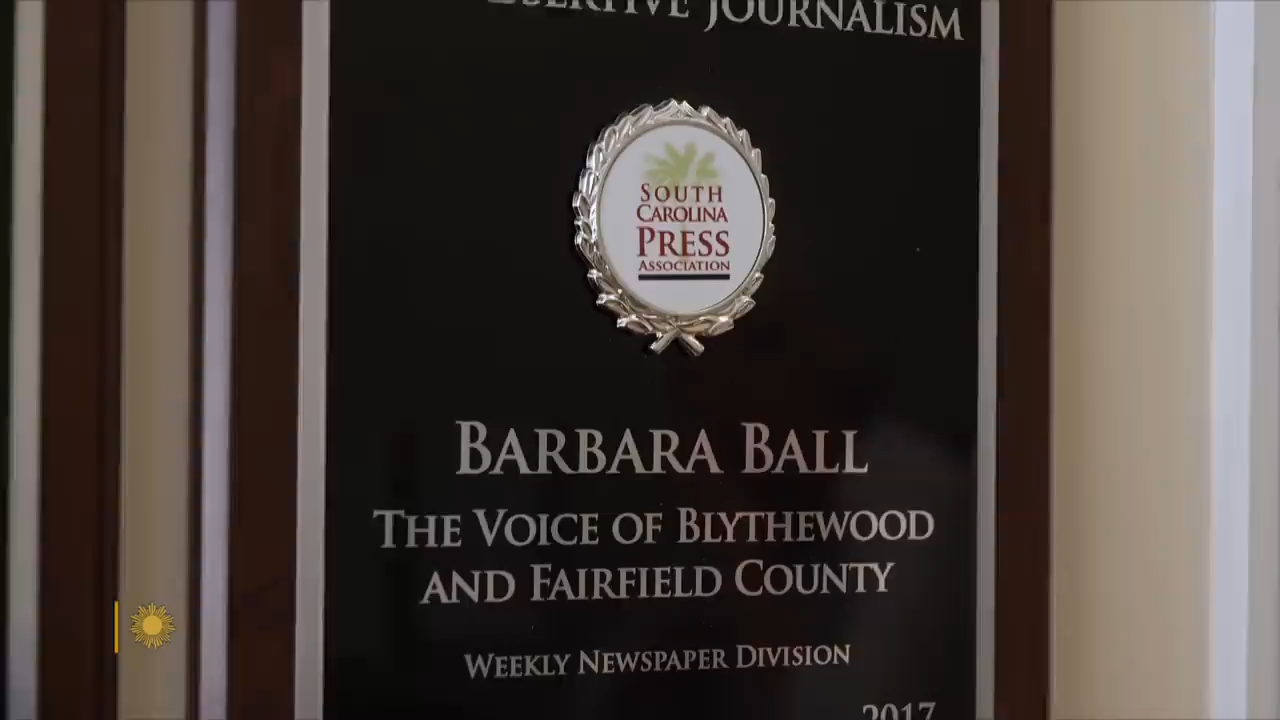 JOURNALISM
SOUTH
CAROLINA
PRESS
ASSOCIATION
BARBARA BALL
THE VOICE OF BLYTHEWOOD
AND FAIRFIELD COUNTY
WEEKLY NEWSPAPER DIVISION
2017